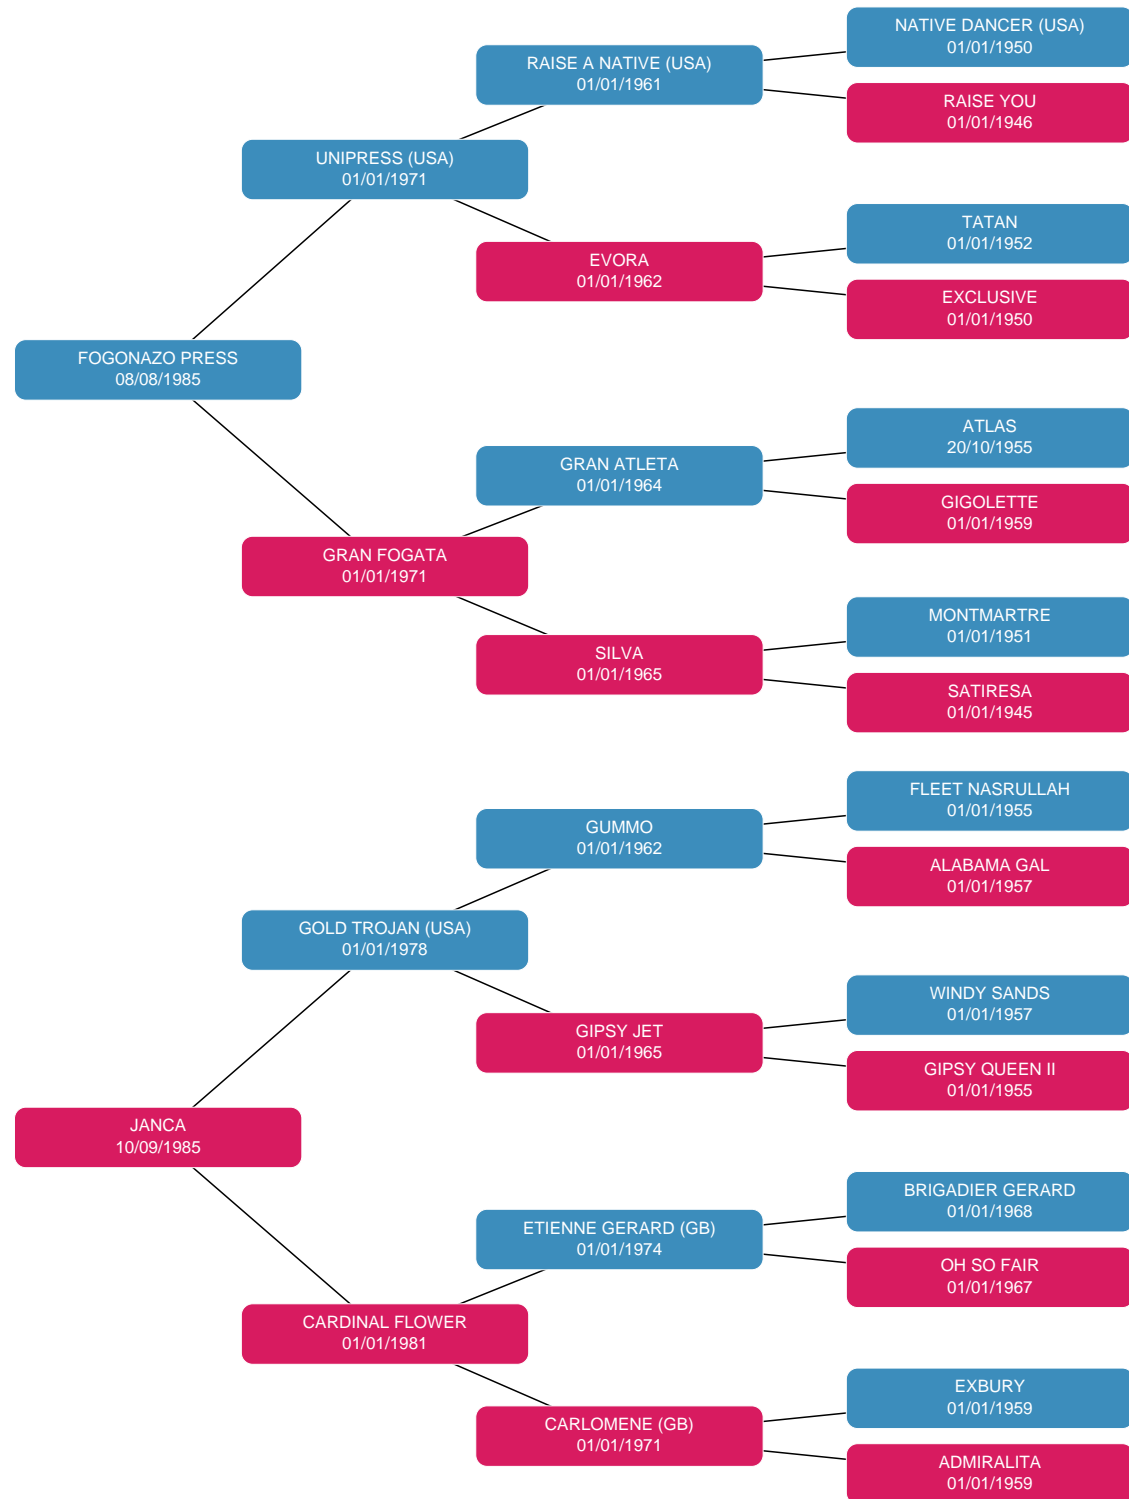 NATIVE DANCER (USA)
01/01/1950
RAISE A NATIVE (USA)
01/01/1961
RAISE YOU
01/01/1946
UNIPRESS (USA)
01/01/1971
TATAN
01/01/1952
EVORA
01/01/1962
EXCLUSIVE
01/01/1950
FOGONAZO PRESS
08/08/1985
ATLAS
20/10/1955
GRAN ATLETA
01/01/1964
GIGOLETTE
01/01/1959
GRAN FOGATA
01/01/1971
MONTMARTRE
01/01/1951
SILVA
01/01/1965
SATIRESA
01/01/1945
FLEET NASRULLAH
01/01/1955
GUMMO
01/01/1962
ALABAMA GAL
01/01/1957
GOLD TROJAN (USA)
01/01/1978
WINDY SANDS
01/01/1957
GIPSY JET
01/01/1965
GIPSY QUEEN II
01/01/1955
JANCA
10/09/1985
BRIGADIER GERARD
01/01/1968
ETIENNE GERARD (GB)
01/01/1974
OH SO FAIR
01/01/1967
CARDINAL FLOWER
01/01/1981
EXBURY
01/01/1959
CARLOMENE (GB)
01/01/1971
ADMIRALITA
01/01/1959